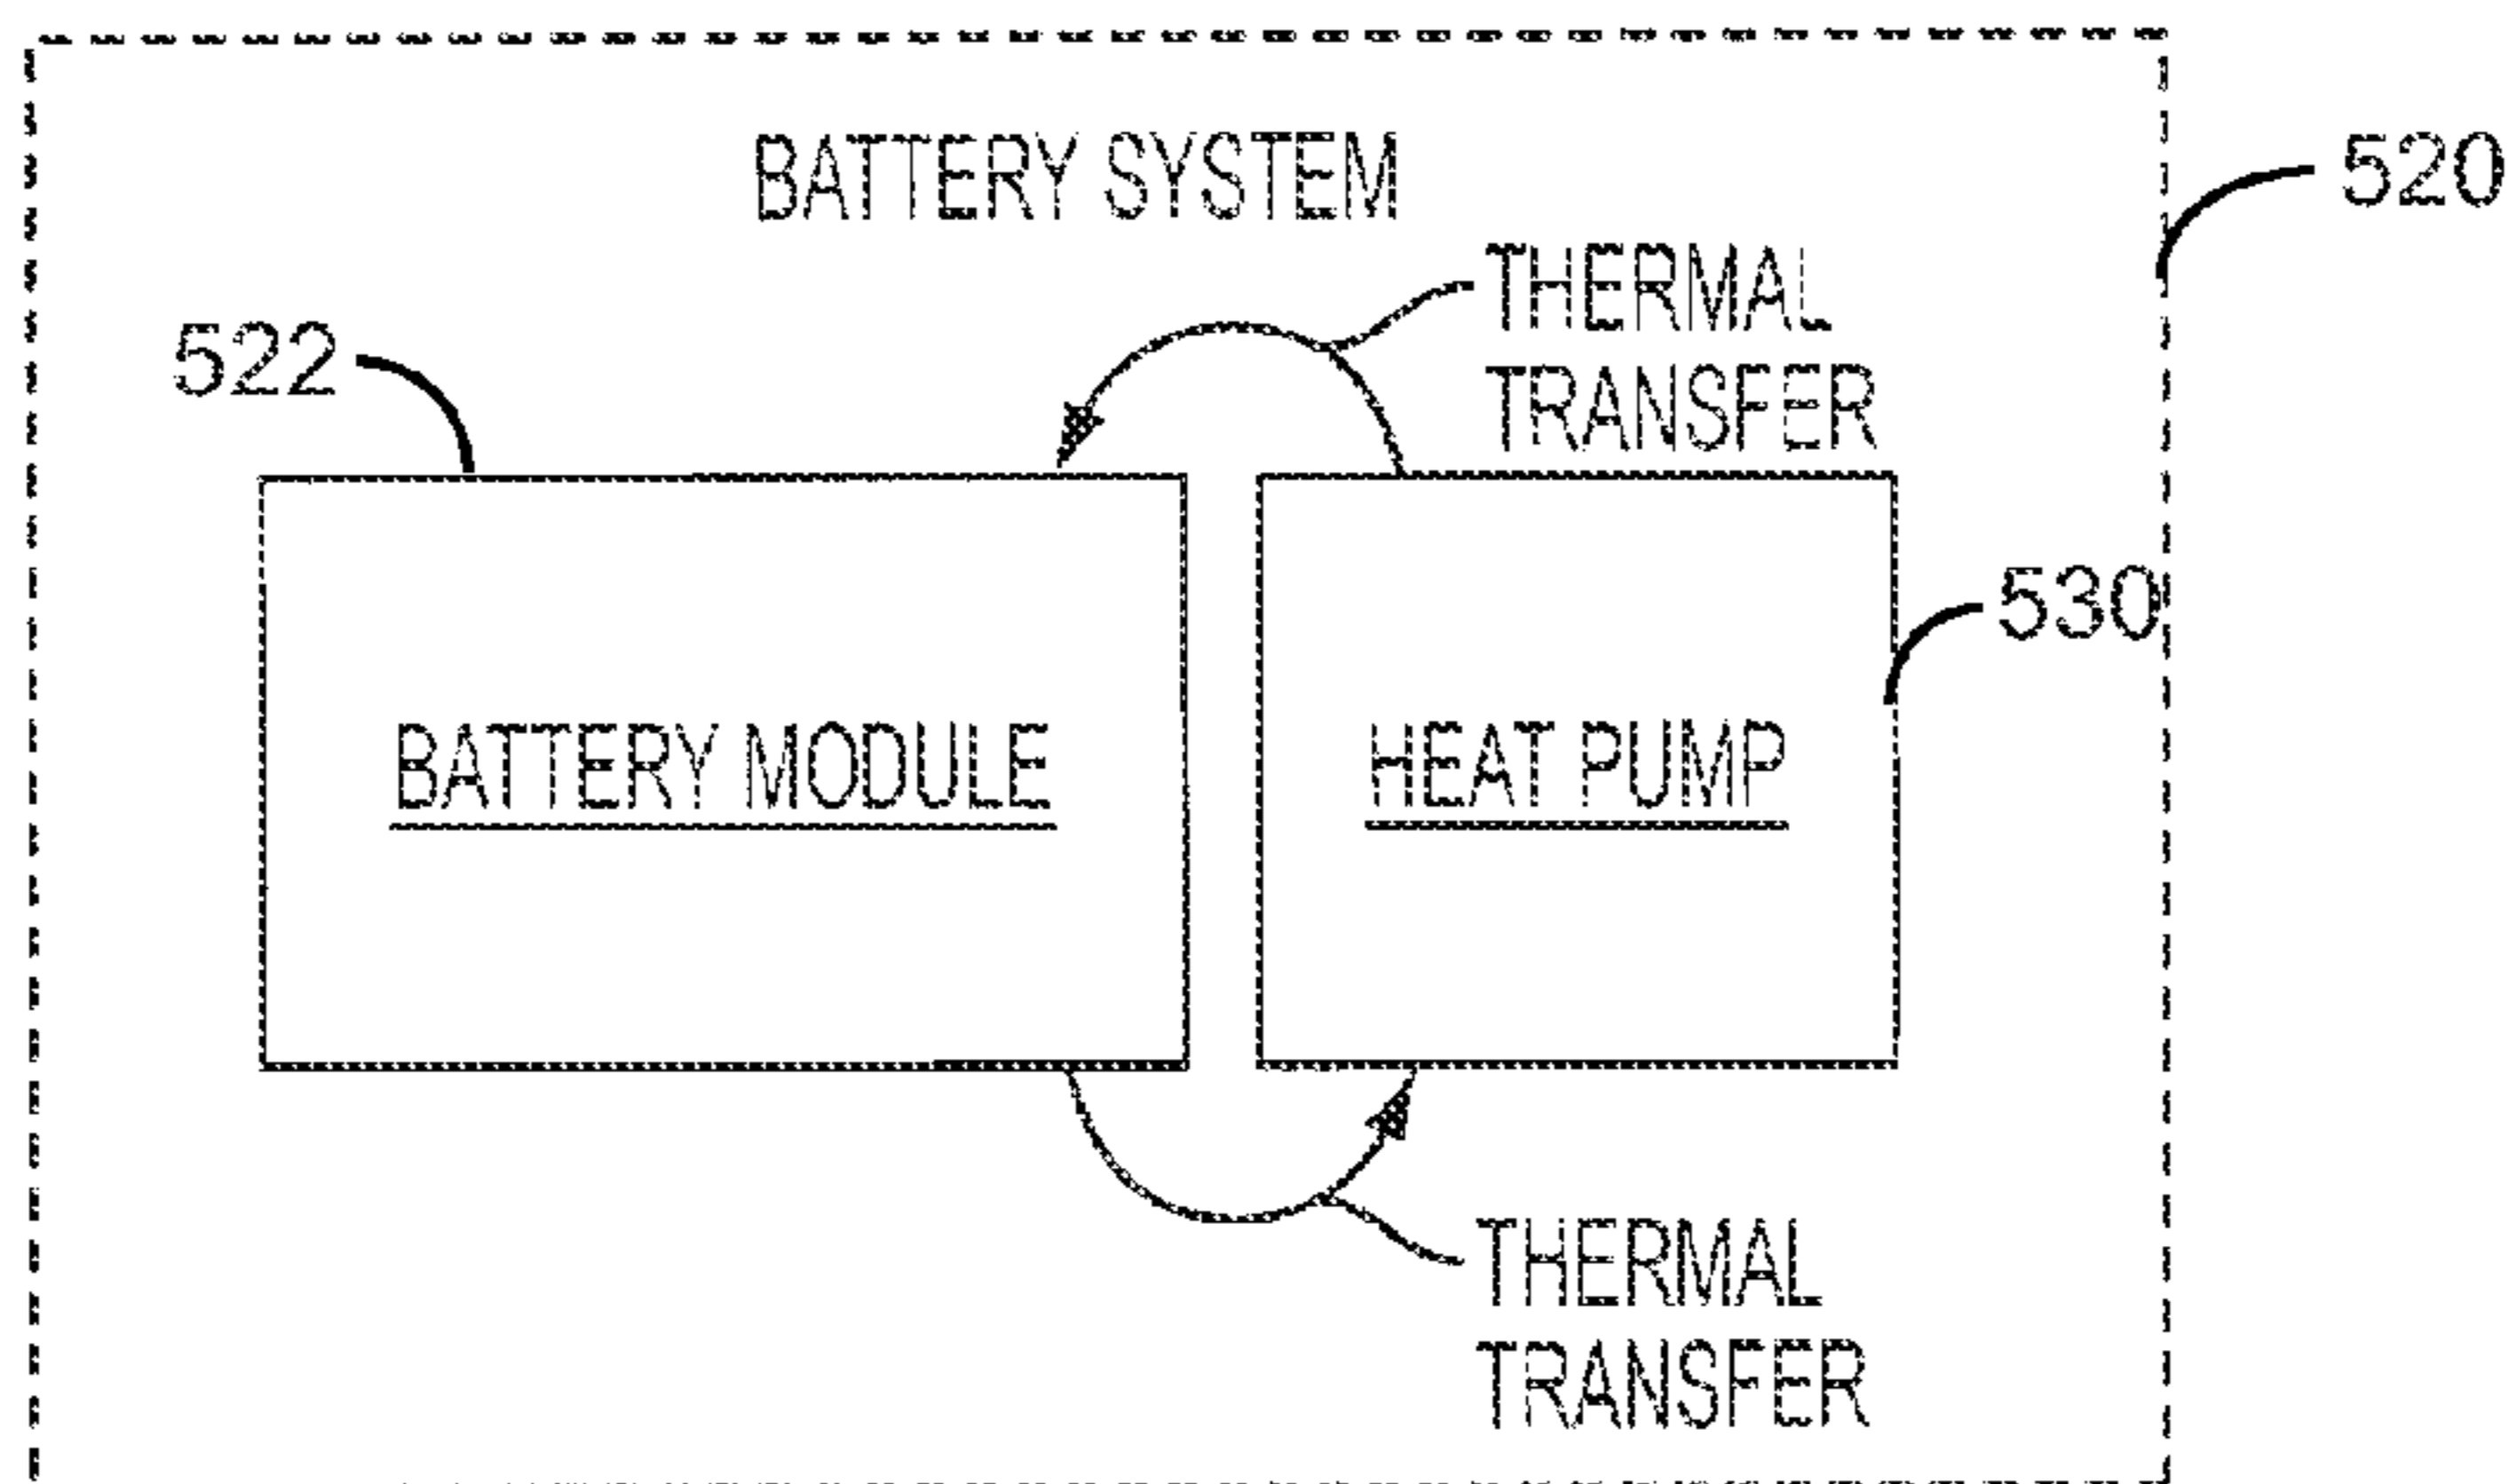 BATTERY SYSTEM
520
THERMAL
TRANSFER
522
530
BATTERY MODULE
HEAT PUMP
THERMAL
TRANSFER